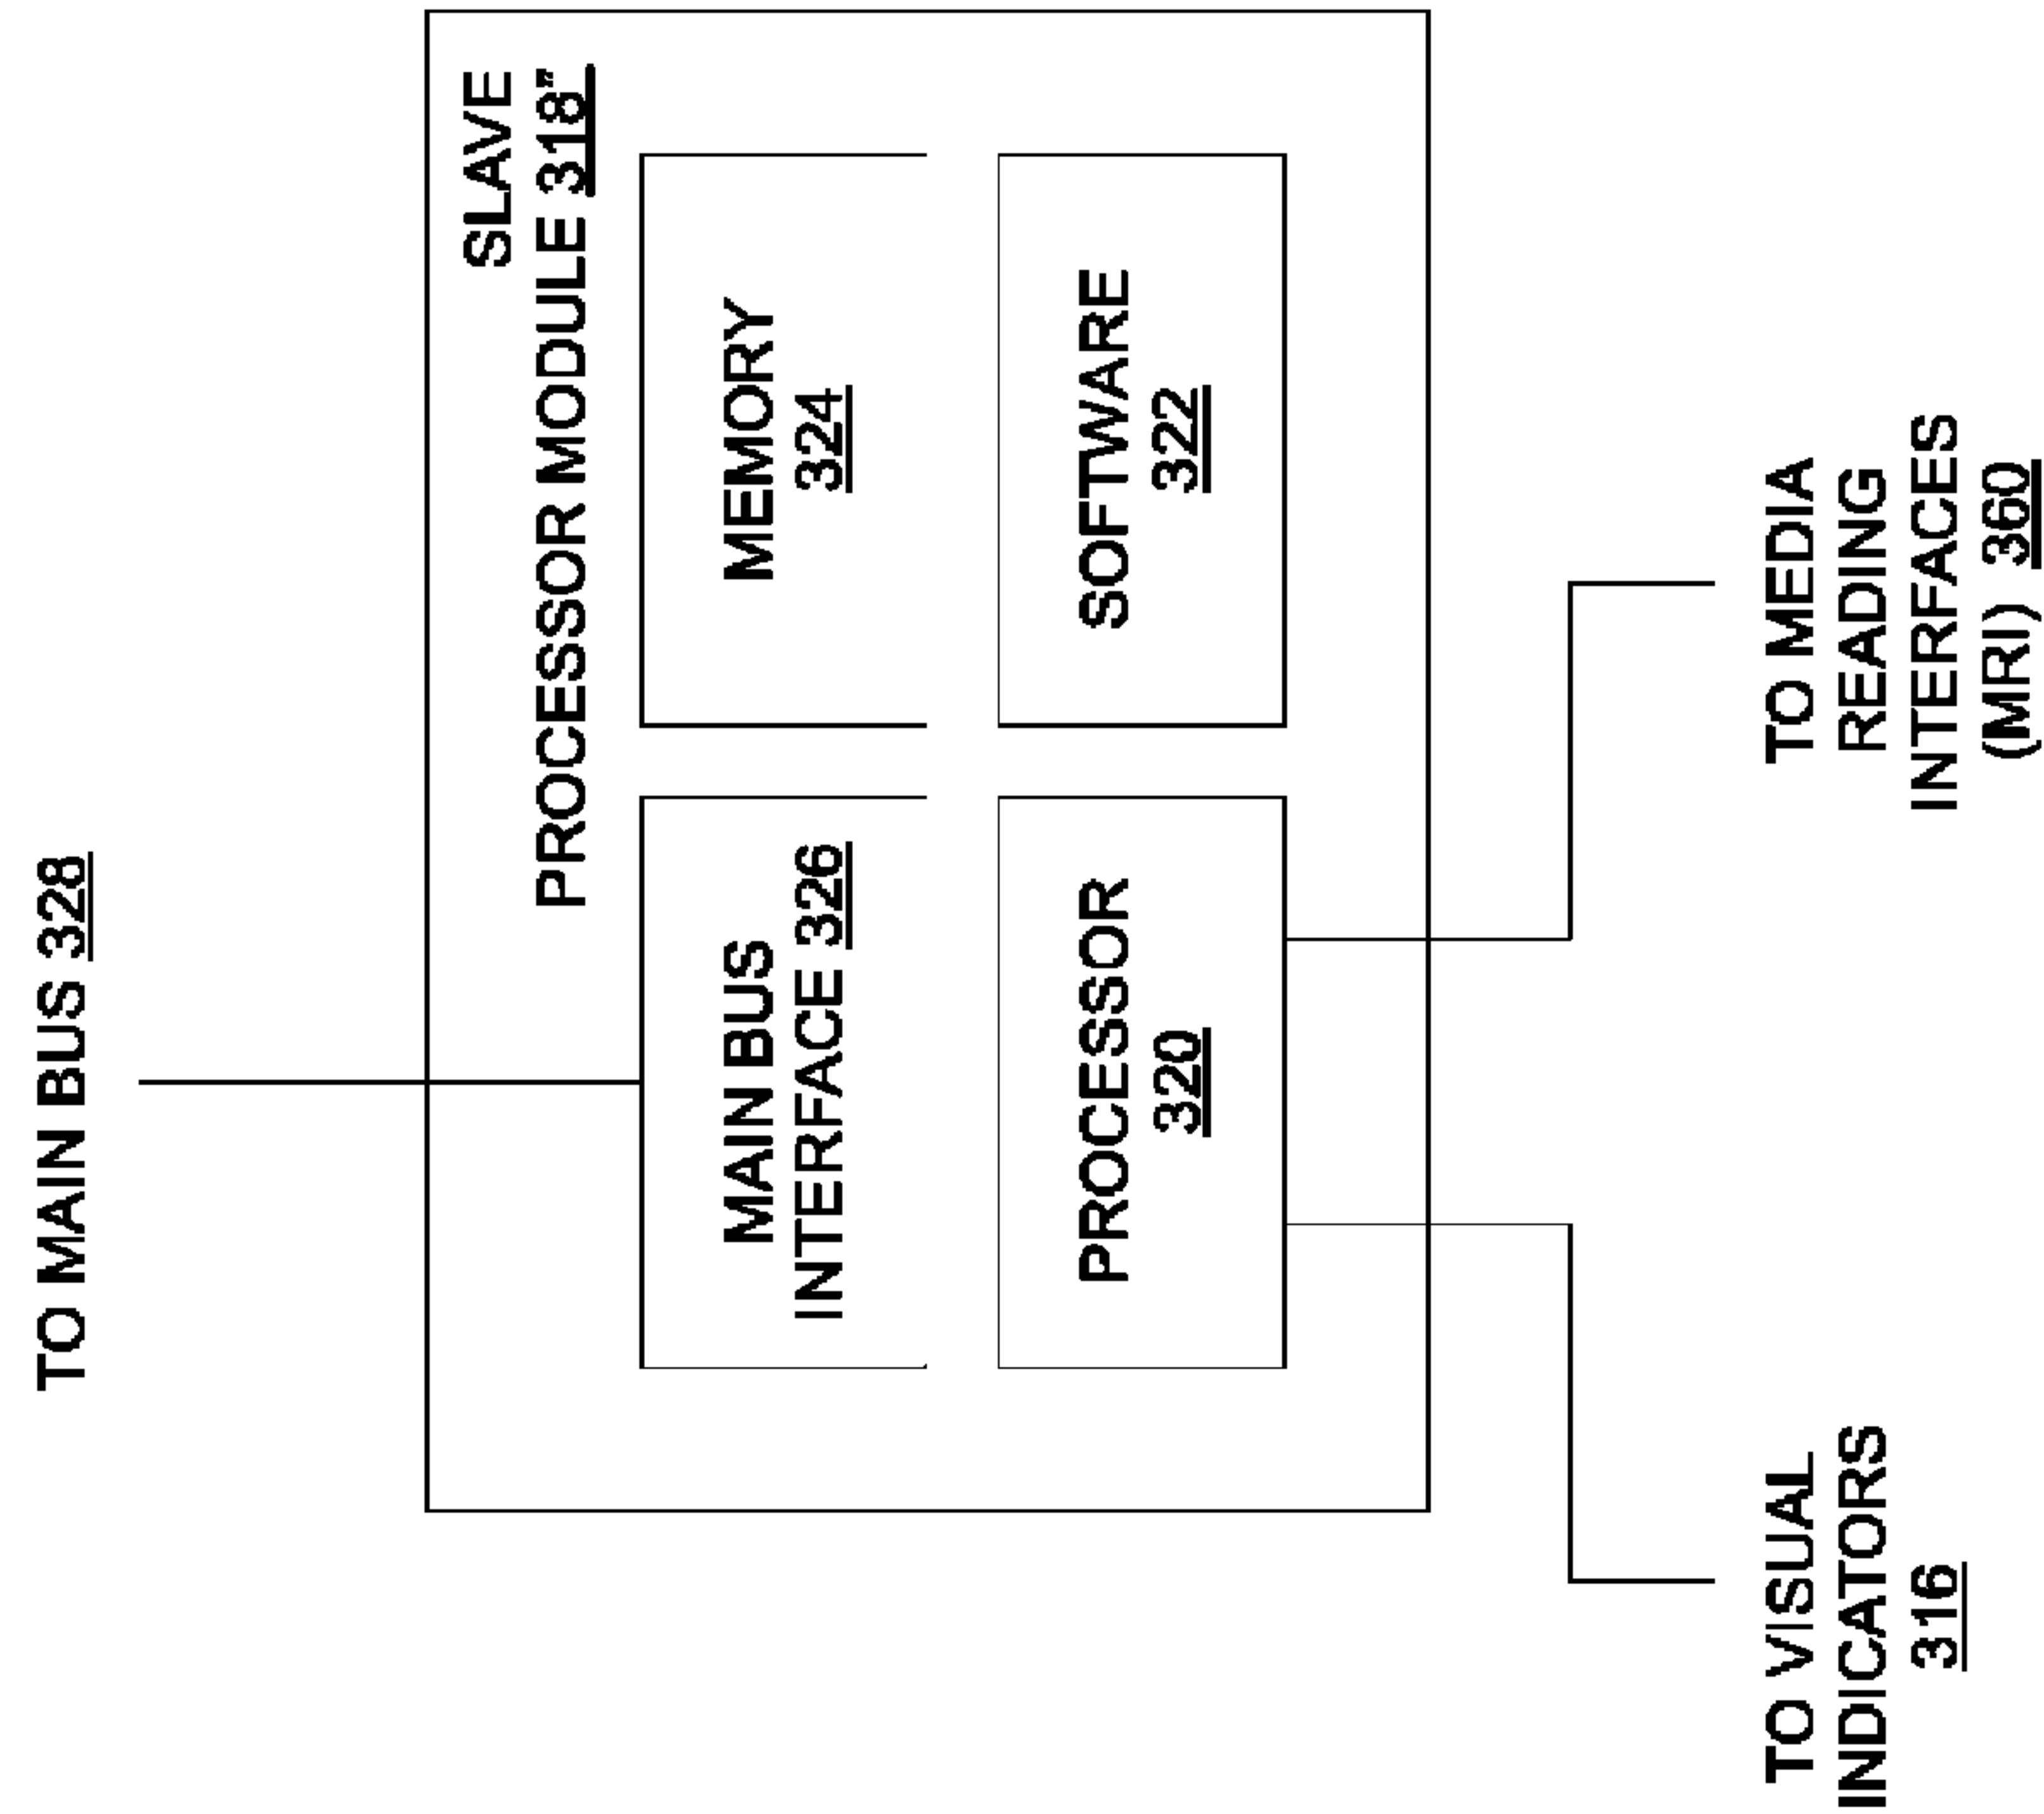 TO MAIN BUS 328
SLAVE
PROCESSOR MODULE 318”
MAIN BUS
INTERFACE 326
MEMORY
324
PROCESSOR
320
SOFTWARE
322
TO VISUAL
INDICATORS
316
TO MEDIA
READING
INTERFACES
(MRI) 360